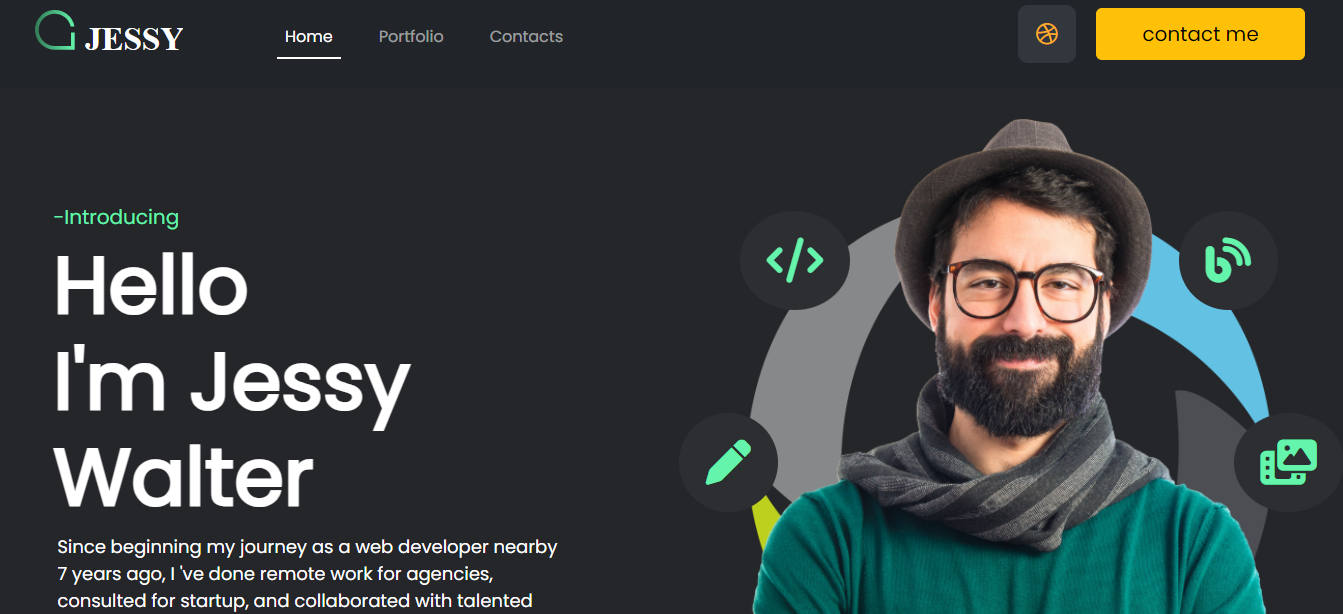 JESSY
Home
Portfolio
Contacts
contact me
-Introducing
Hello
I'm Jessy
Walter
Since beginning my journey as a web developer nearby
7 years ago, I 've done remote work for agencies,
consulted for startup, and collaborated with talented